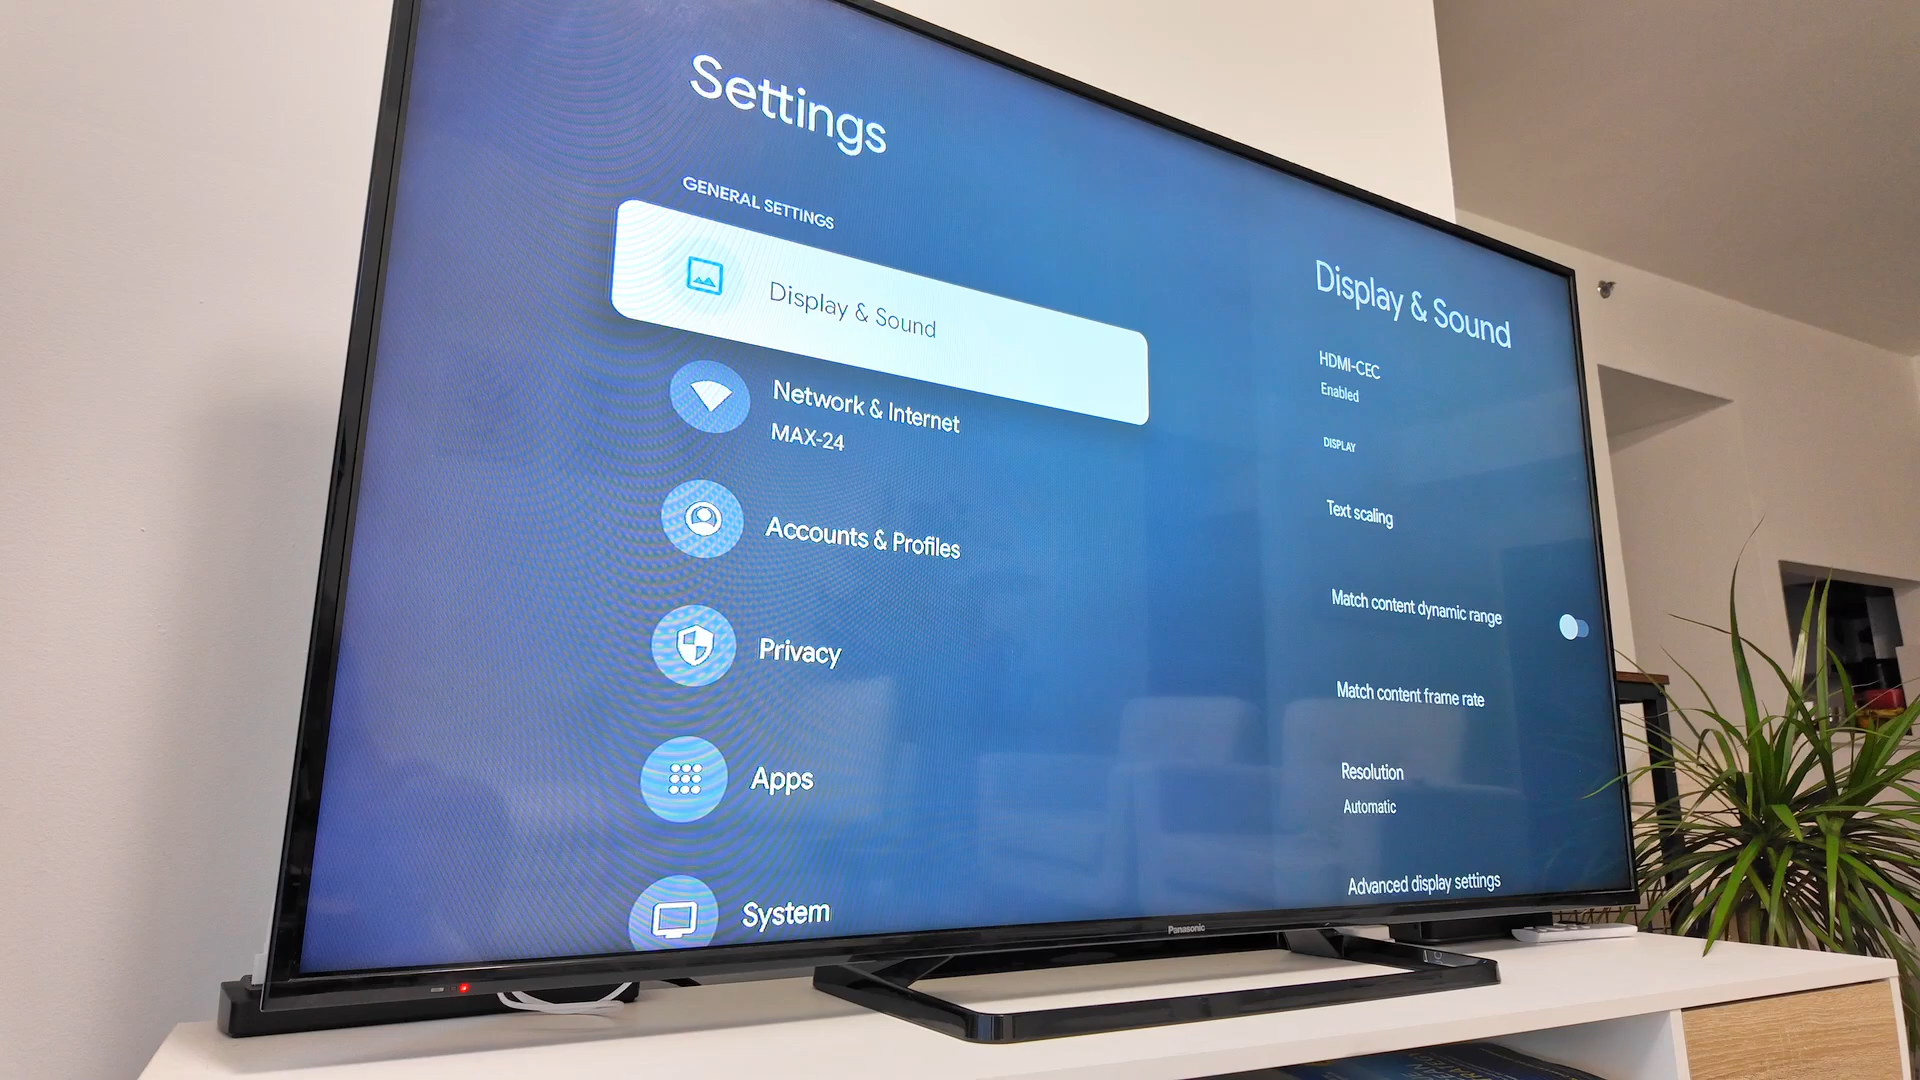 Settings
GENERAL SETTINGS
Display & Sound
Network & Internet
MAX-24
Accounts & Profiles
Privacy
Apps
System
Display & Sound
HDMI-CEC
Enabled
DISPLAY
Text scaling
Match content dynamic range
Match content frame rate
Resolution
Automatic
Advanced display settings
Panasonic